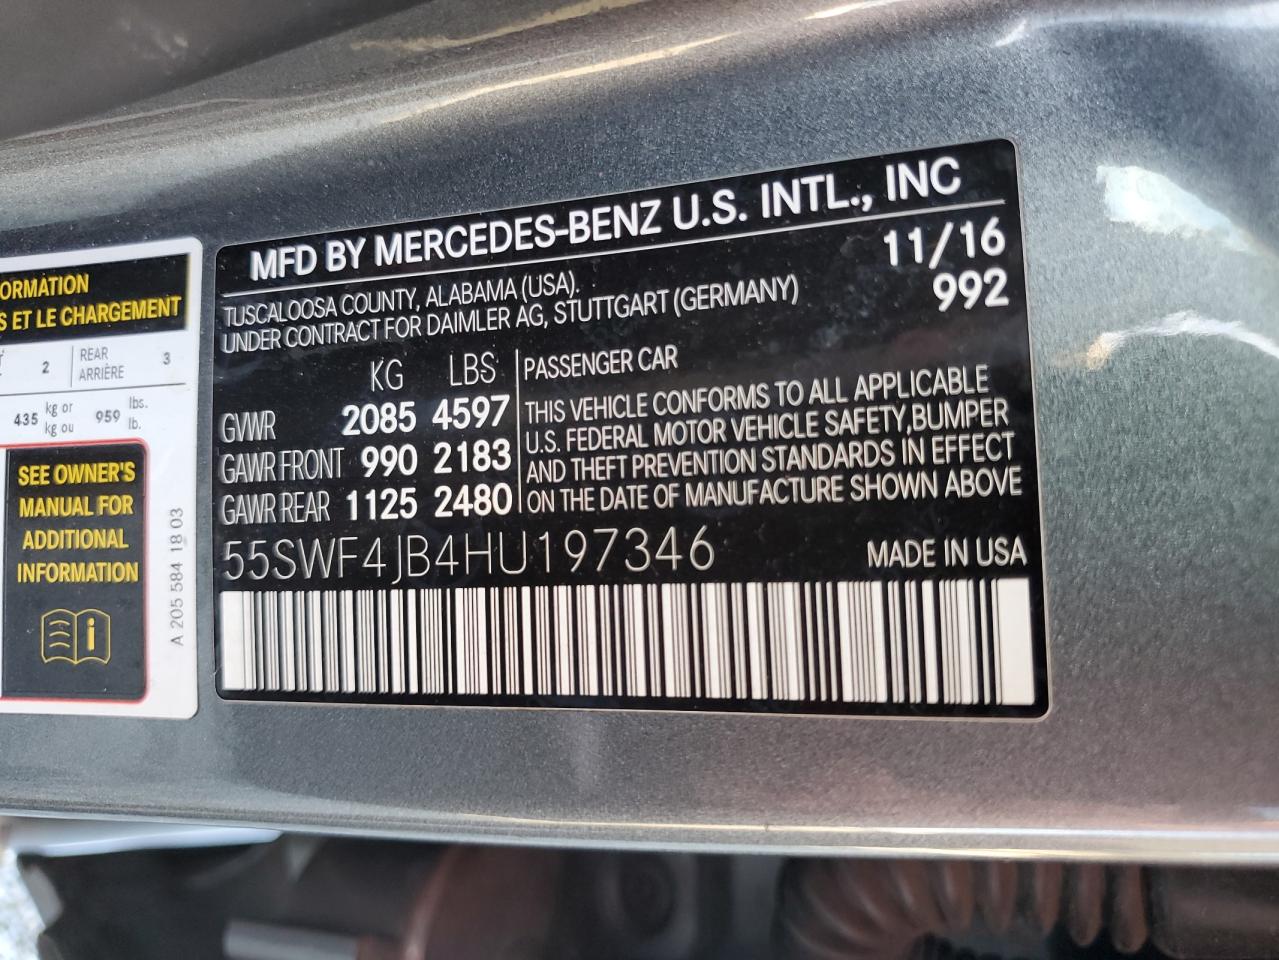 ORMATION
S ET LE CHARGEMENT
2 REAR ARRIÈRE 3
435 kg or kg ou 959 lbs. lb.
SEE OWNER'S
MANUAL FOR
ADDITIONAL
INFORMATION
i
A 205 584 18 03
MFD BY MERCEDES-BENZ U.S. INTL., INC
TUSCALOOSA COUNTY, ALABAMA (USA). 11/16
UNDER CONTRACT FOR DAIMLER AG, STUTTGART (GERMANY) 992
KG LBS
GVWR 2085 4597
GAWR FRONT 990 2183
GAWR REAR 1125 2480
PASSENGER CAR
THIS VEHICLE CONFORMS TO ALL APPLICABLE
U.S. FEDERAL MOTOR VEHICLE SAFETY,BUMPER
AND THEFT PREVENTION STANDARDS IN EFFECT
ON THE DATE OF MANUFACTURE SHOWN ABOVE
55SWF4JB4HU197346 MADE IN USA